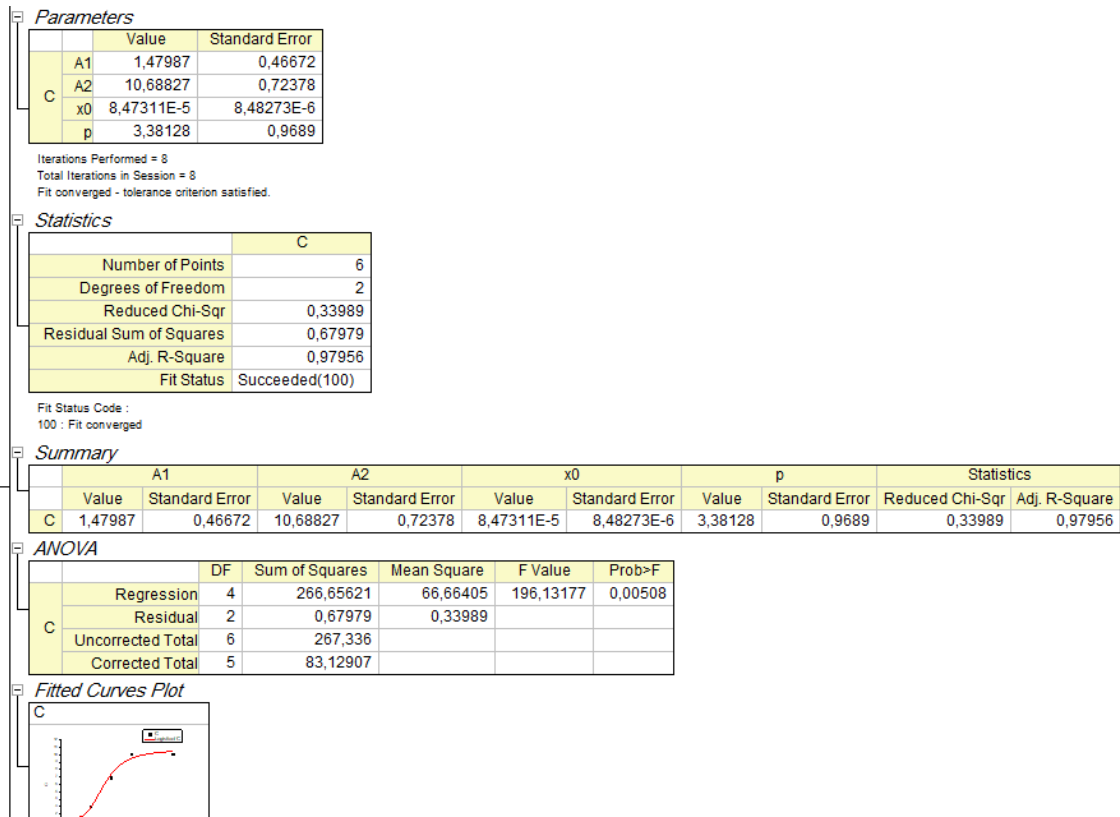 Parameters
Value Standard Error
C
A1 1,47987 0,46672
A2 10,68827 0,72378
x0 8,47311E-5 8,48273E-6
p 3,38128 0,9689
Iterations Performed = 8
Total Iterations in Session = 8
Fit converged - tolerance criterion satisfied.
Statistics
C
Number of Points 6
Degrees of Freedom 2
Reduced Chi-Sqr 0,33989
Residual Sum of Squares 0,67979
Adj. R-Square 0,97956
Fit Status Succeeded(100)
Fit Status Code :
100 : Fit converged
Summary
A1 A2 x0 p Statistics
Value Standard Error Value Standard Error Value Standard Error Value Standard Error Reduced Chi-Sqr Adj. R-Square
C 1,47987 0,46672 10,68827 0,72378 8,47311E-5 8,48273E-6 3,38128 0,9689 0,33989 0,97956
ANOVA
DF Sum of Squares Mean Square F Value Prob>F
C
Regression 4 266,65621 66,66405 196,13177 0,00508
Residual 2 0,67979 0,33989
Uncorrected Total 6 267,336
Corrected Total 5 83,12907
Fitted Curves Plot
C